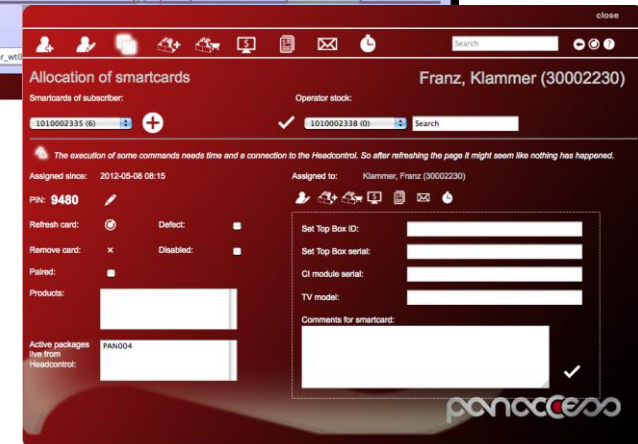 close
er_wt0
Search
Allocation of smartcards
Franz, Klammer (30002230)
Smartcards of subscriber:
Operator stock:
1010002335 (6)
1010002338 (0)
Search
The execution of some commands needs time and a connection to the Headcontrol. So after refreshing the page it might seem like nothing has happened.
Assigned since: 2012-05-08 08:15
Assigned to: Klammer, Franz (30002230)
PIN: 9480
Refresh card:
Defect:
Set Top Box ID:
Remove card:
Disabled:
Set Top Box serial:
Paired:
CI module serial:
Products:
TV model:
Comments for smartcard:
Active packages
live from
Headcontrol:
PAN004
panaccess